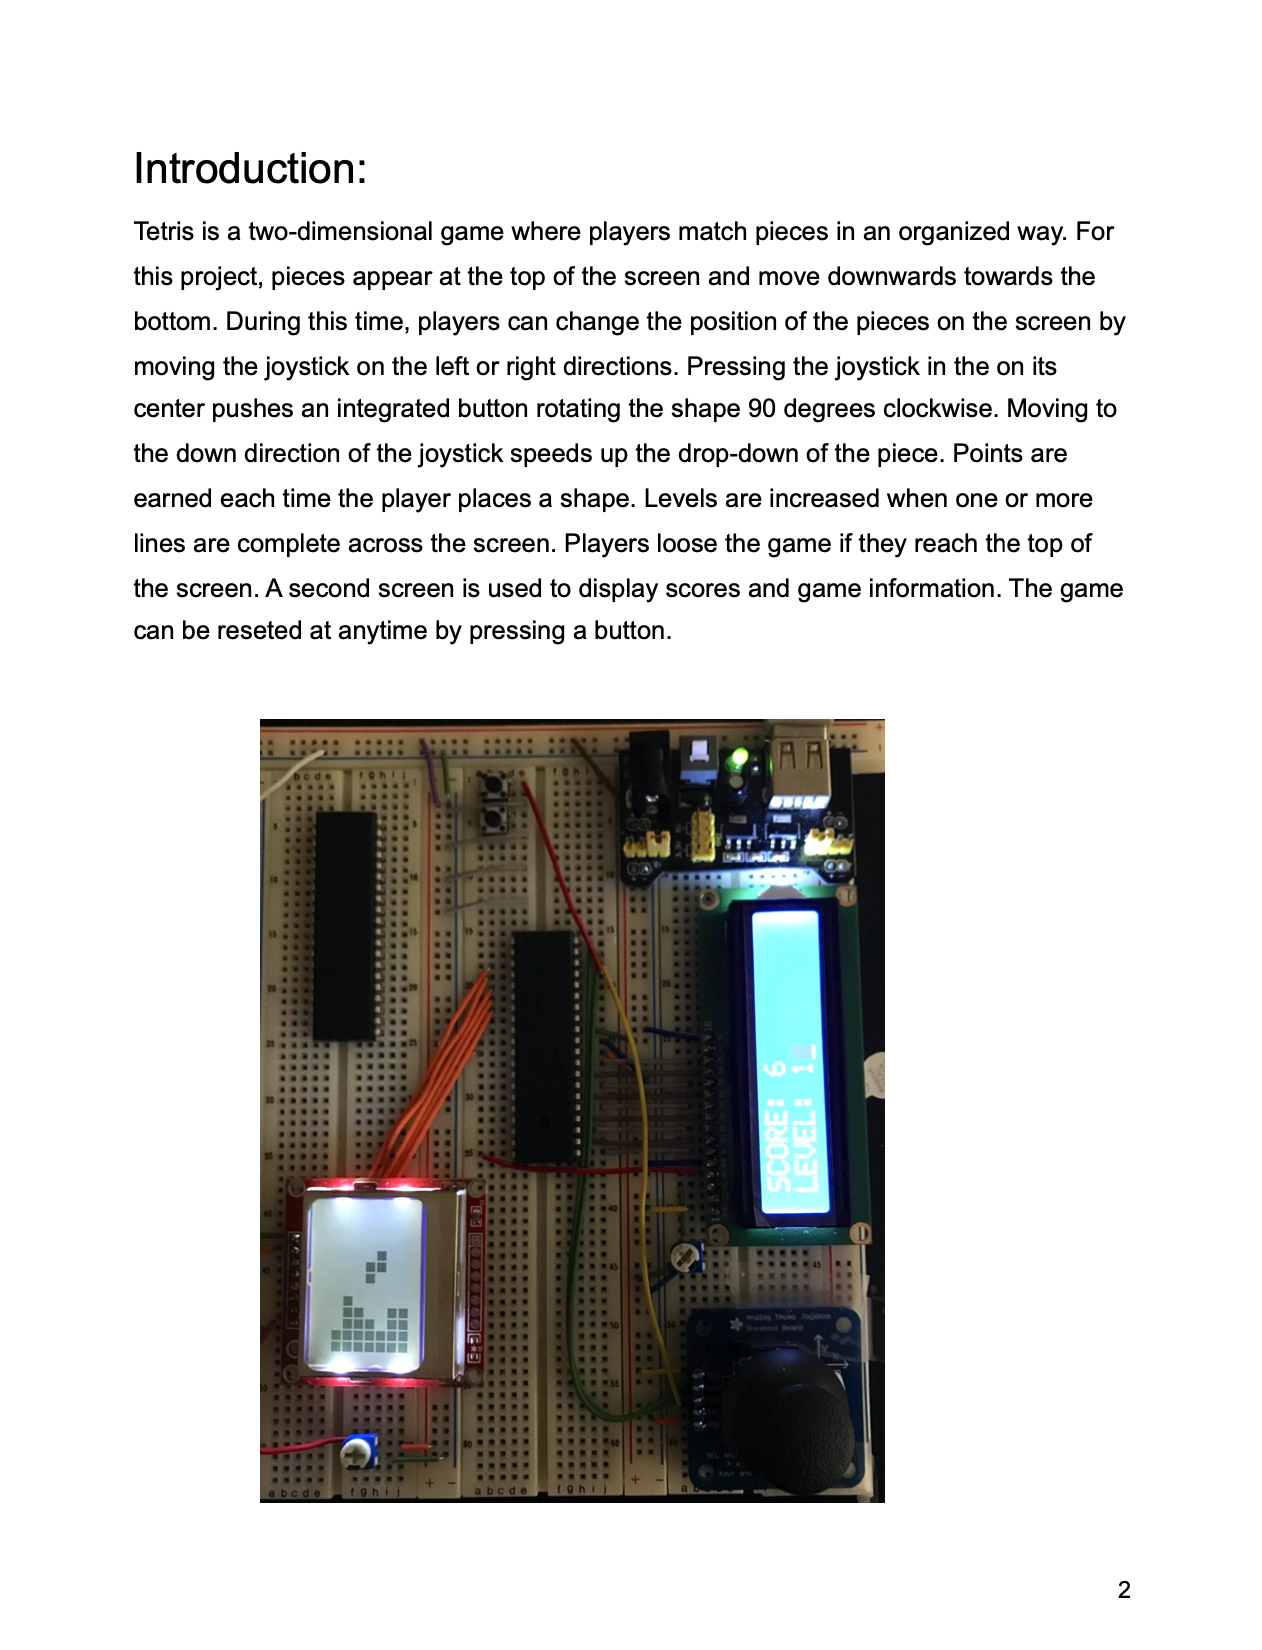 Introduction:
Tetris is a two-dimensional game where players match pieces in an organized way. For
this project, pieces appear at the top of the screen and move downwards towards the
bottom. During this time, players can change the position of the pieces on the screen by
moving the joystick on the left or right directions. Pressing the joystick in the on its
center pushes an integrated button rotating the shape 90 degrees clockwise. Moving to
the down direction of the joystick speeds up the drop-down of the piece. Points are
earned each time the player places a shape. Levels are increased when one or more
lines are complete across the screen. Players loose the game if they reach the top of
the screen. A second screen is used to display scores and game information. The game
can be reseted at anytime by pressing a button.
SCORE: 6
LEVEL: 1
Analog Thumb Joystick
Breakout Board
a b c d e f g h i j a b c d e f g h i j
2